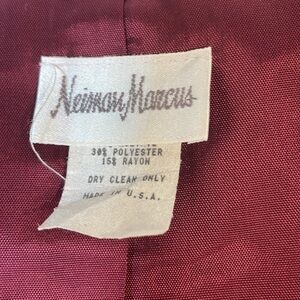 Neiman Marcus
30% POLYESTER
15% RAYON
DRY CLEAN ONLY
MADE IN U.S.A.